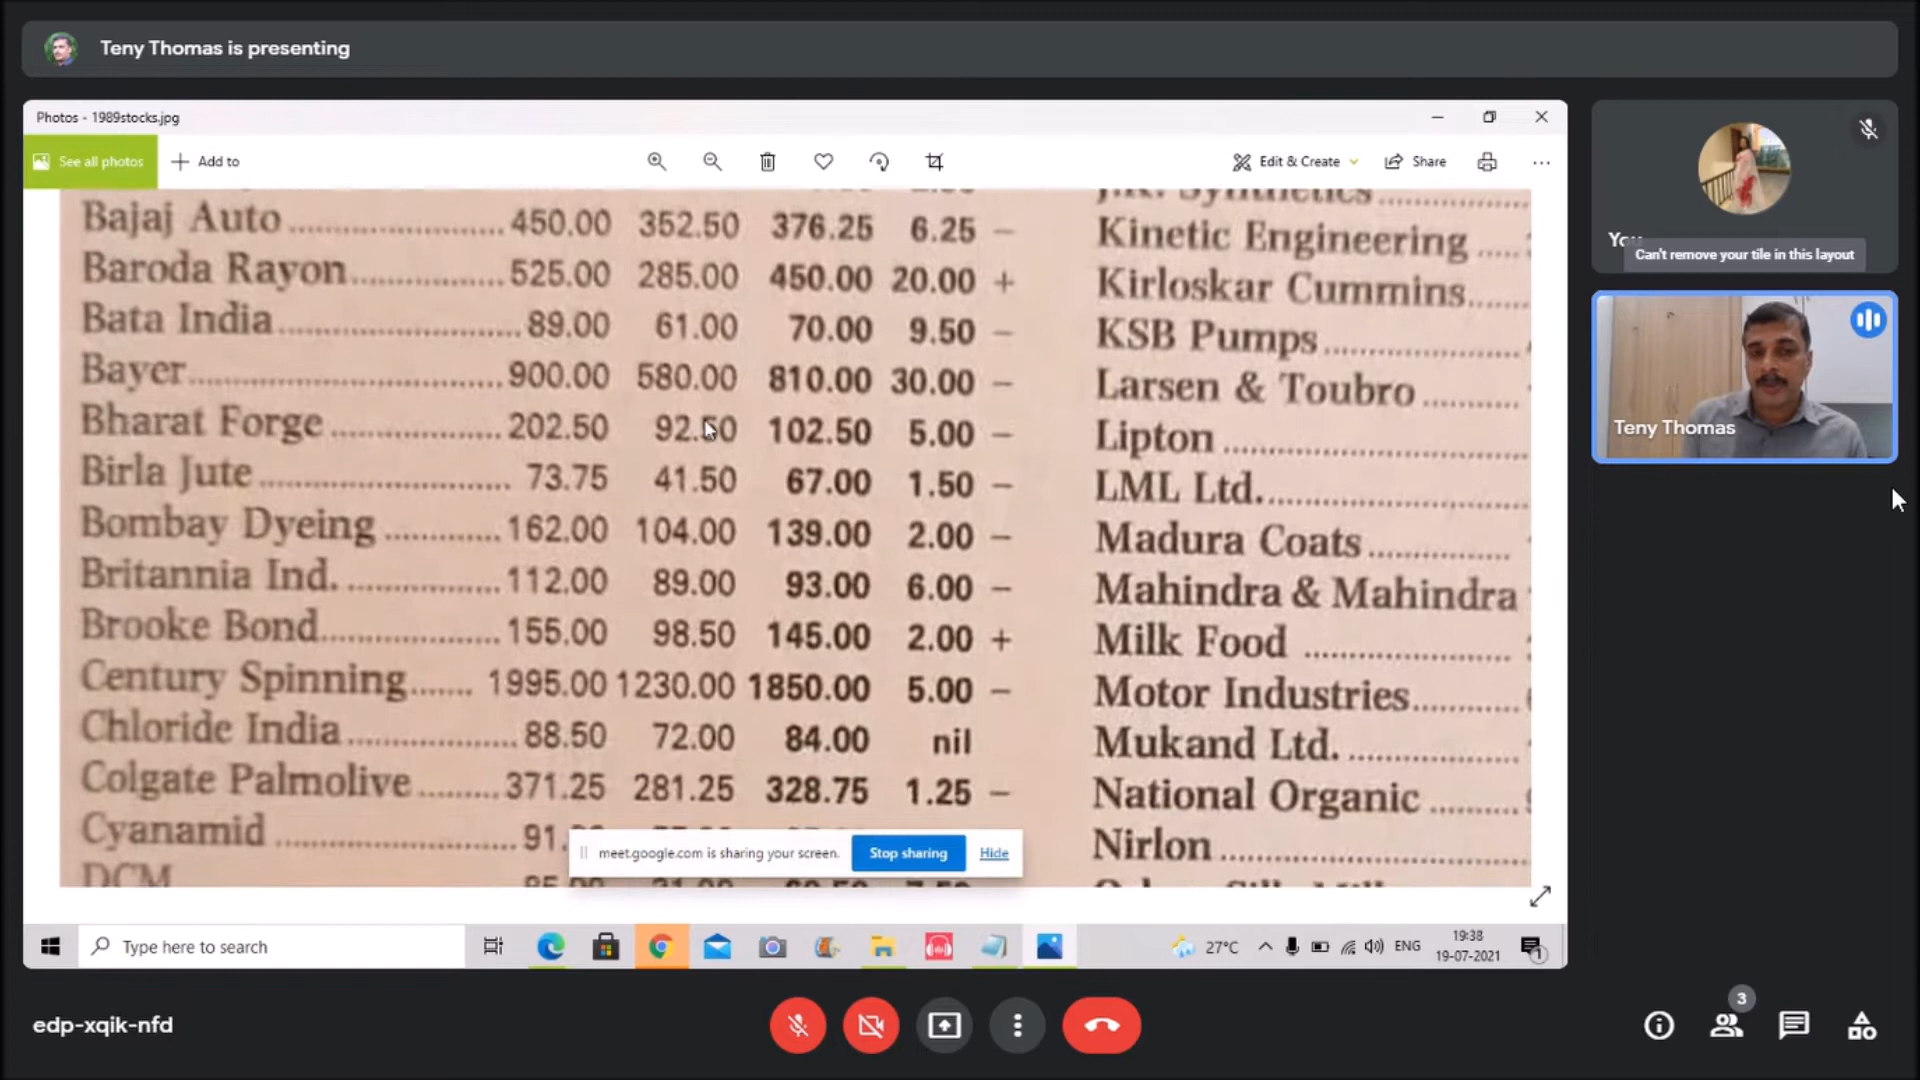 Teny Thomas is presenting
Photos - 1989stocks.jpg
See all photos
Add to
Edit & Create
Share
Bajaj Auto 450.00 352.50 376.25 6.25 –
Baroda Rayon 525.00 285.00 450.00 20.00 +
Bata India 89.00 61.00 70.00 9.50 –
Bayer 900.00 580.00 810.00 30.00 –
Bharat Forge 202.50 92.50 102.50 5.00 –
Birla Jute 73.75 41.50 67.00 1.50 –
Bombay Dyeing 162.00 104.00 139.00 2.00 –
Britannia Ind. 112.00 89.00 93.00 6.00 –
Brooke Bond 155.00 98.50 145.00 2.00 +
Century Spinning 1995.00 1230.00 1850.00 5.00 –
Chloride India 88.50 72.00 84.00 nil
Colgate Palmolive 371.25 281.25 328.75 1.25 –
Cyanamid 91.
DCM
J.K. Synthetics
Kinetic Engineering
Kirloskar Cummins
KSB Pumps
Larsen & Toubro
Lipton
LML Ltd.
Madura Coats
Mahindra & Mahindra
Milk Food
Motor Industries
Mukand Ltd.
National Organic
Nirlon
meet.google.com is sharing your screen.
Stop sharing
Hide
Type here to search
27°C
ENG
19:38
19-07-2021
1
You
Can't remove your tile in this layout
Teny Thomas
edp-xqik-nfd
3